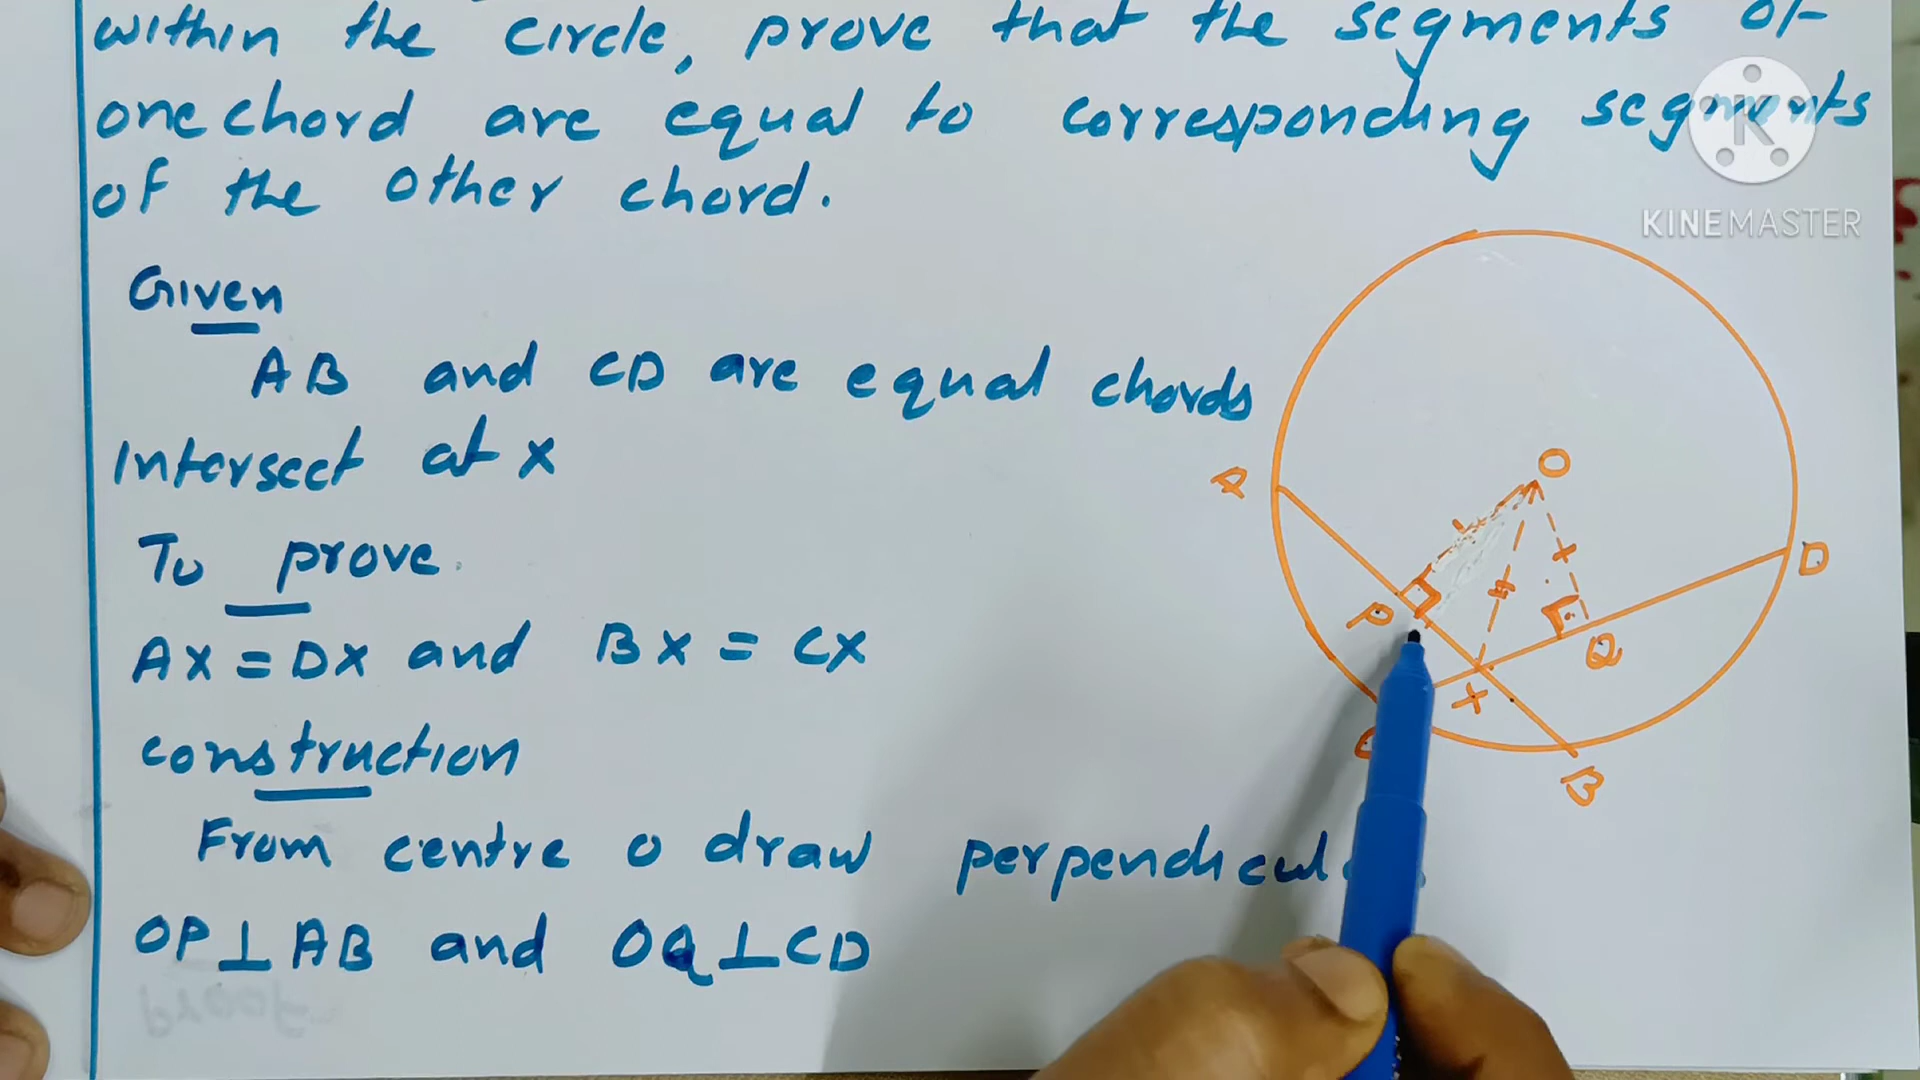 within the circle, prove that the segments of
one chord are equal to corresponding segments
of the other chord.
K
KINEMASTER
Given
AB and CD are equal chords
Intersect at x
To prove.
AX = DX and BX = CX
construction
From centre o draw
OP⊥AB and OQ⊥CD
O
A
D
P
Q
X
B